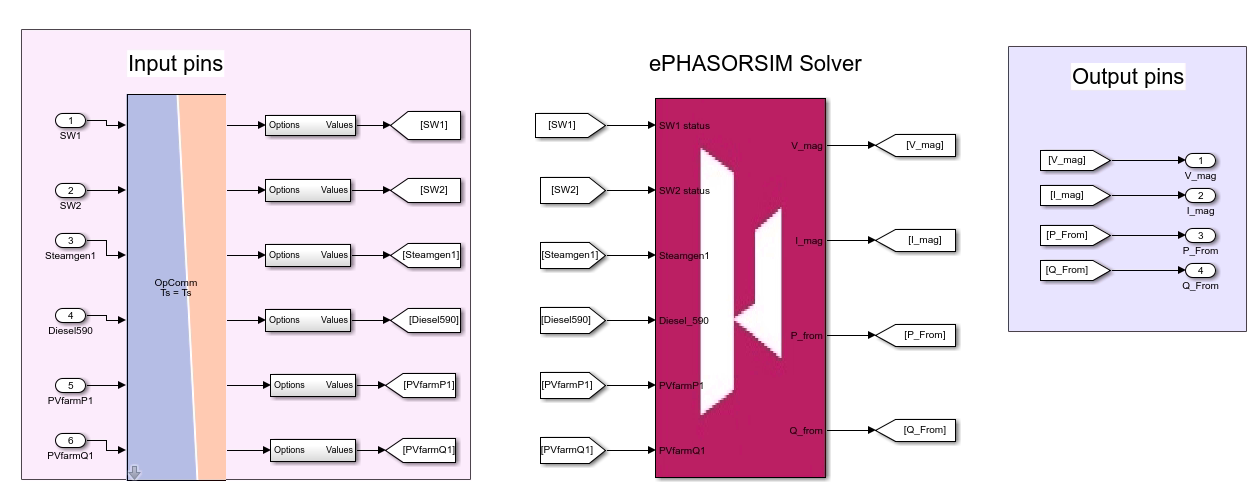 Input pins
1
SW1
Options Values
[SW1]
2
SW2
Options Values
[SW2]
3
Steamgen1
Options Values
[Steamgen1]
OpComm
Ts = Ts
4
Diesel590
Options Values
[Diesel590]
5
PVfarmP1
Options Values
[PVfarmP1]
6
PVfarmQ1
Options Values
[PVfarmQ1]
ePHASORSIM Solver
[SW1]
SW1 status
[SW2]
SW2 status
[Steamgen1]
Steamgen1
[Diesel590]
Diesel_590
[PVfarmP1]
PVfarmP1
[PVfarmQ1]
PVfarmQ1
V_mag
[V_mag]
I_mag
[I_mag]
P_from
[P_From]
Q_from
[Q_From]
Output pins
[V_mag]
1
V_mag
[I_mag]
2
I_mag
[P_From]
3
P_From
[Q_From]
4
Q_From